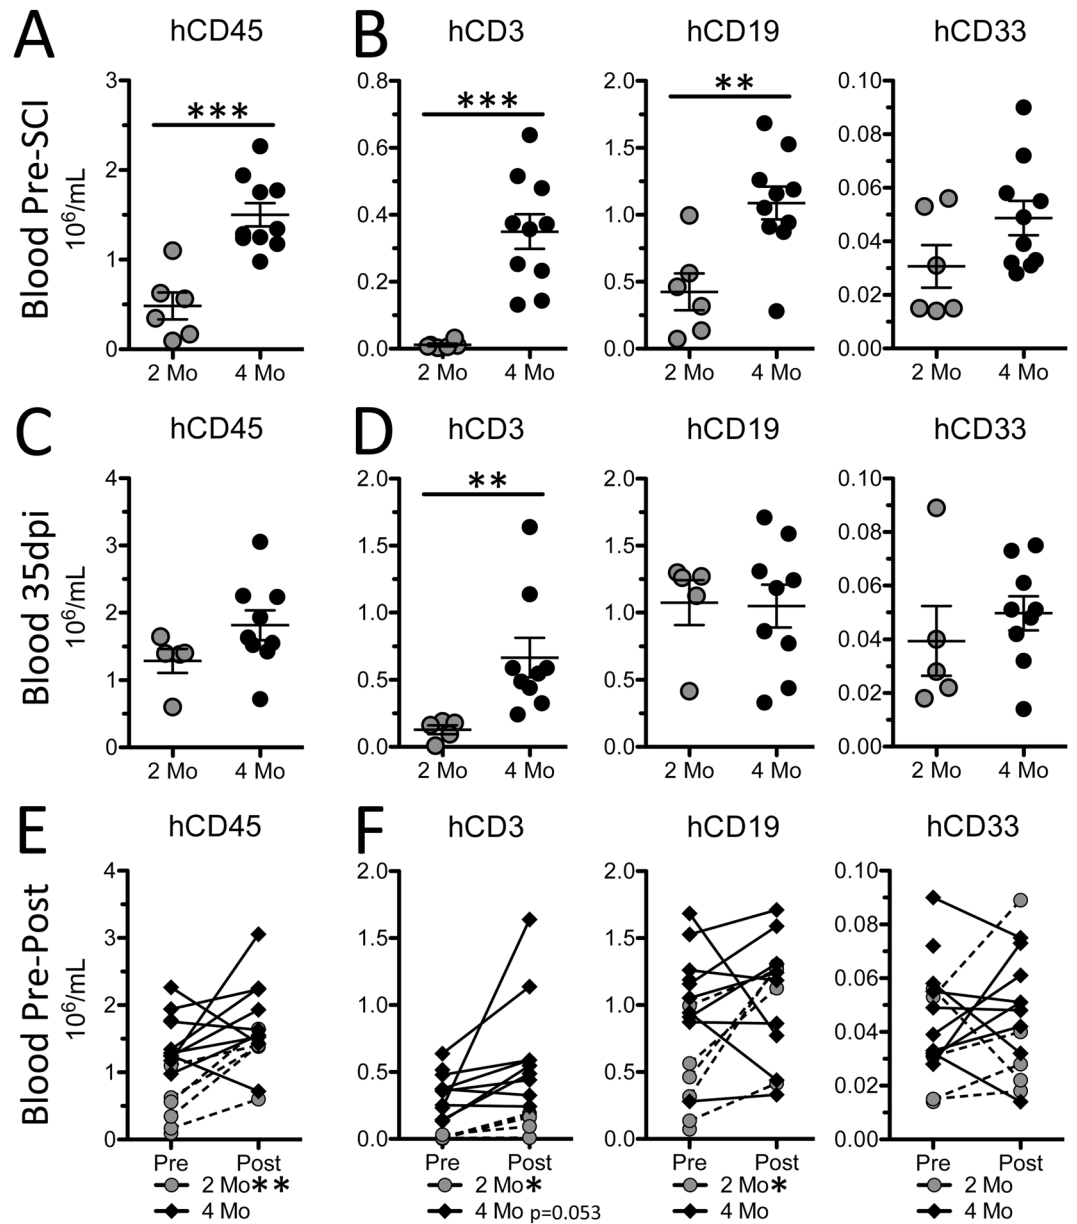 A
hCD45
B
hCD3
hCD19
hCD33
Blood Pre-SCI
10⁶/mL
3
2
1
0
***
2 Mo
4 Mo
0.8
0.6
0.4
0.2
0.0
***
2 Mo
4 Mo
2.0
1.5
1.0
0.5
0.0
**
2 Mo
4 Mo
0.10
0.08
0.06
0.04
0.02
0.00
2 Mo
4 Mo
C
hCD45
D
hCD3
hCD19
hCD33
Blood 35dpi
10⁶/mL
4
3
2
1
0
2 Mo
4 Mo
2.0
1.5
1.0
0.5
0.0
**
2 Mo
4 Mo
2.0
1.5
1.0
0.5
0.0
2 Mo
4 Mo
0.10
0.08
0.06
0.04
0.02
0.00
2 Mo
4 Mo
E
hCD45
F
hCD3
hCD19
hCD33
Blood Pre-Post
10⁶/mL
4
3
2
1
0
Pre
Post
2 Mo**
4 Mo
2.0
1.5
1.0
0.5
0.0
Pre
Post
2 Mo*
4 Mo p=0.053
2.0
1.5
1.0
0.5
0.0
Pre
Post
2 Mo*
4 Mo
0.10
0.08
0.06
0.04
0.02
0.00
Pre
Post
2 Mo
4 Mo